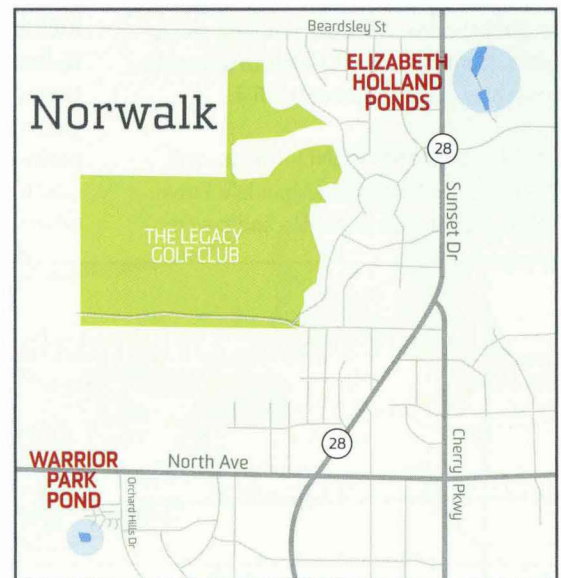 Beardsley St
ELIZABETH
HOLLAND
PONDS
Norwalk
28
Sunset Dr
THE LEGACY
GOLF CLUB
28
Cherry Pkwy
WARRIOR
PARK
POND
North Ave
Orchard Hills Dr